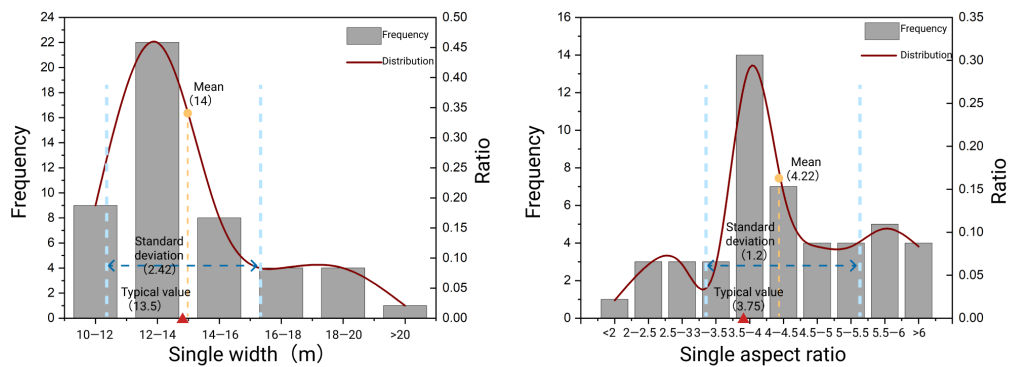 24
22
20
18
16
14
12
10
8
6
4
2
0
Frequency
0.50
0.45
0.40
0.35
0.30
0.25
0.20
0.15
0.10
0.05
0.00
Ratio
Frequency
Distribution
Mean
（14）
Standard
deviation
（2.42）
Typical value
（13.5）
10–12 12–14 14–16 16–18 18–20 >20
Single width（m）
16
14
12
10
8
6
4
2
0
Frequency
0.35
0.30
0.25
0.20
0.15
0.10
0.05
0.00
Ratio
Frequency
Distribution
Mean
（4.22）
Standard
deviation
（1.2）
Typical value
（3.75）
<2 2–2.5 2.5–3 3–3.5 3.5–4 4–4.5 4.5–5 5–5.5 5.5–6 >6
Single aspect ratio